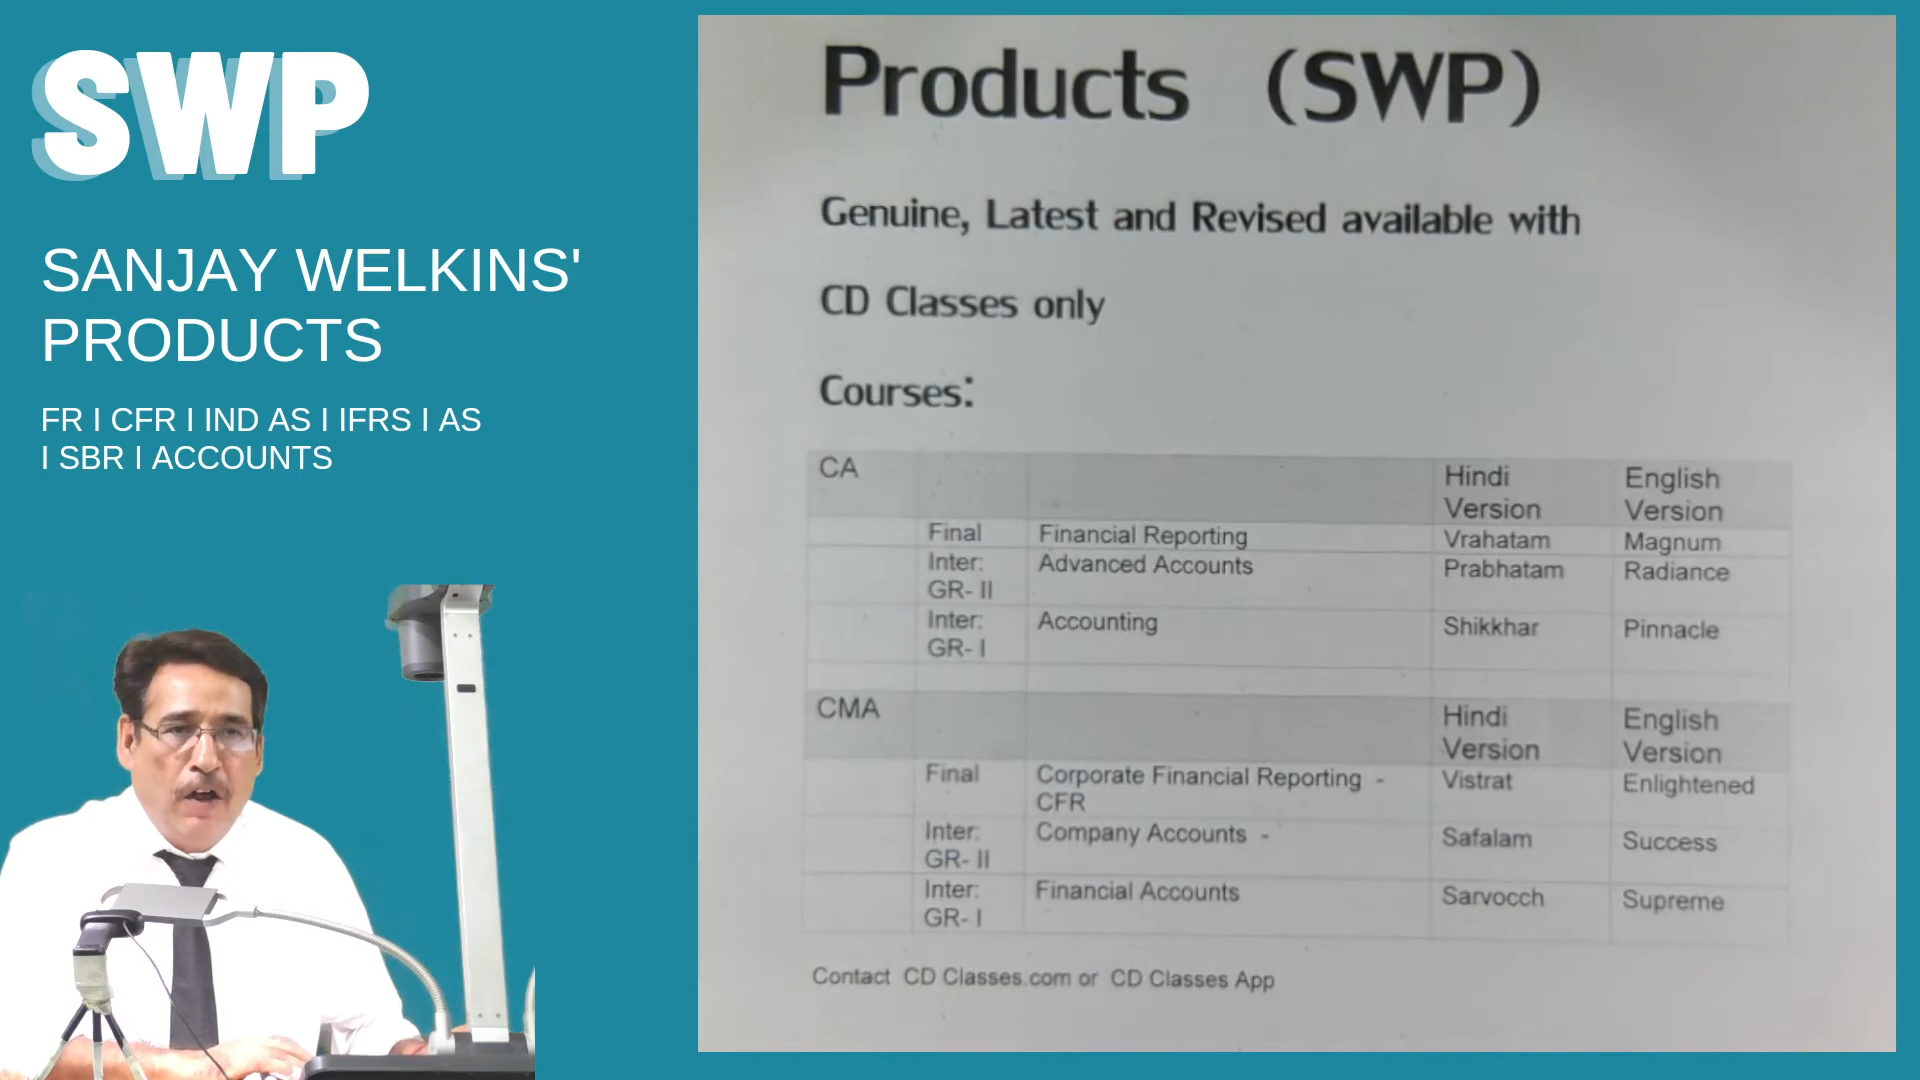 SWP
SANJAY WELKINS'
PRODUCTS
FR I CFR I IND AS I IFRS I AS
I SBR I ACCOUNTS
Products (SWP)
Genuine, Latest and Revised available with
CD Classes only
Courses:
CA Hindi Version English Version
Final Financial Reporting Vrahatam Magnum
Inter: GR- II Advanced Accounts Prabhatam Radiance
Inter: GR- I Accounting Shikkhar Pinnacle
CMA Hindi Version English Version
Final Corporate Financial Reporting - CFR Vistrat Enlightened
Inter: GR- II Company Accounts - Safalam Success
Inter: GR- I Financial Accounts Sarvocch Supreme
Contact CD Classes.com or CD Classes App